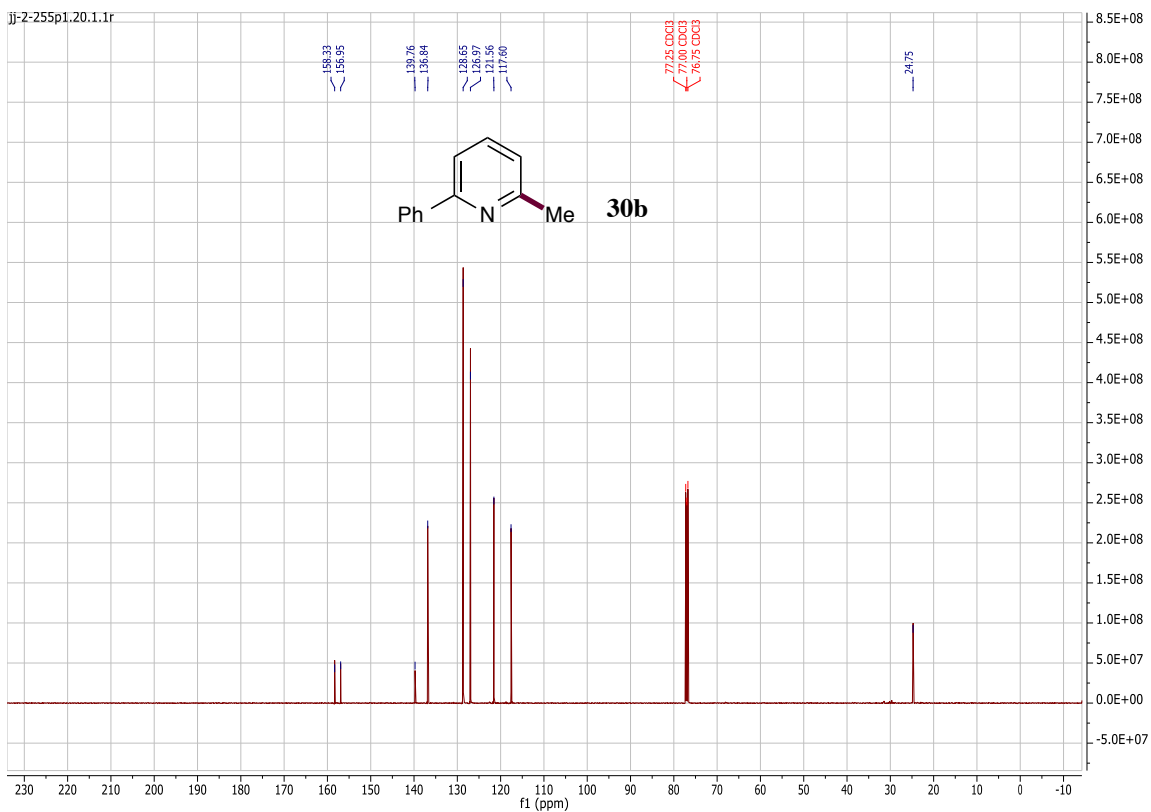 jj-2-255p1.20.1.1r
158.33
156.95
139.76
136.84
128.65
126.97
121.56
117.60
77.25 CDCl3
77.00 CDCl3
76.75 CDCl3
24.75
Ph
N
Me
30b
8.5E+08
8.0E+08
7.5E+08
7.0E+08
6.5E+08
6.0E+08
5.5E+08
5.0E+08
4.5E+08
4.0E+08
3.5E+08
3.0E+08
2.5E+08
2.0E+08
1.5E+08
1.0E+08
5.0E+07
0.0E+00
-5.0E+07
230 220 210 200 190 180 170 160 150 140 130 120 110 100 90 80 70 60 50 40 30 20 10 0 -10
f1 (ppm)